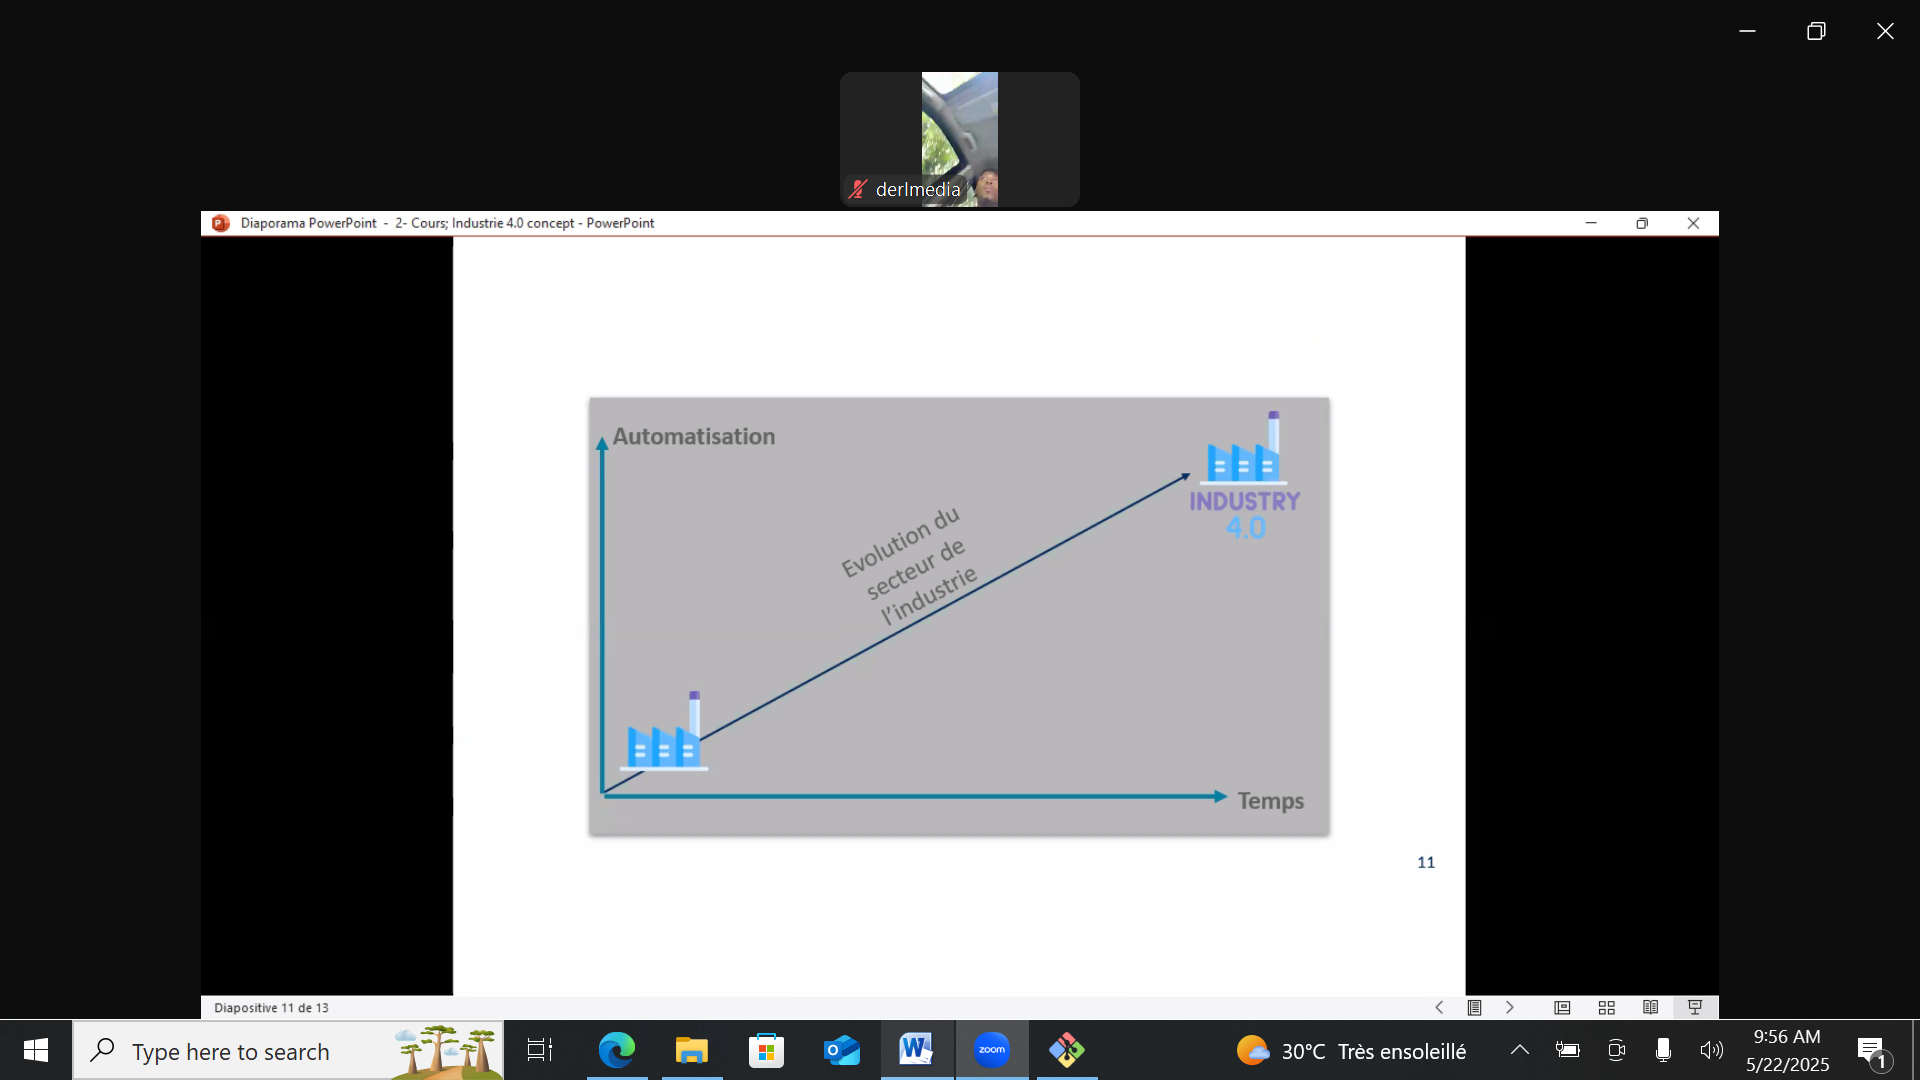 derlmedia
Diaporama PowerPoint - 2- Cours; Industrie 4.0 concept - PowerPoint
Automatisation
Evolution du
secteur de
l'industrie
INDUSTRY
4.0
Temps
11
Diapositive 11 de 13
Type here to search
zoom
30°C Très ensoleillé
9:56 AM
5/22/2025
1